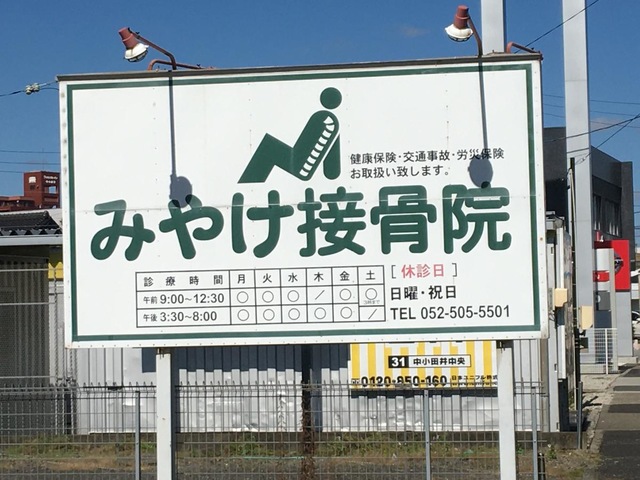 健康保険・交通事故・労災保険
お取扱い致します。
みやけ接骨院
診療時間 月 火 水 木 金 土
午前 9:00~12:30 ○ ○ ○ / ○ ○
午後 3:30~8:00 ○ ○ ○ ○ ○ /
[ 休診日 ]
日曜・祝日
TEL 052-505-5501
31 中小田井中央
0120-850-160